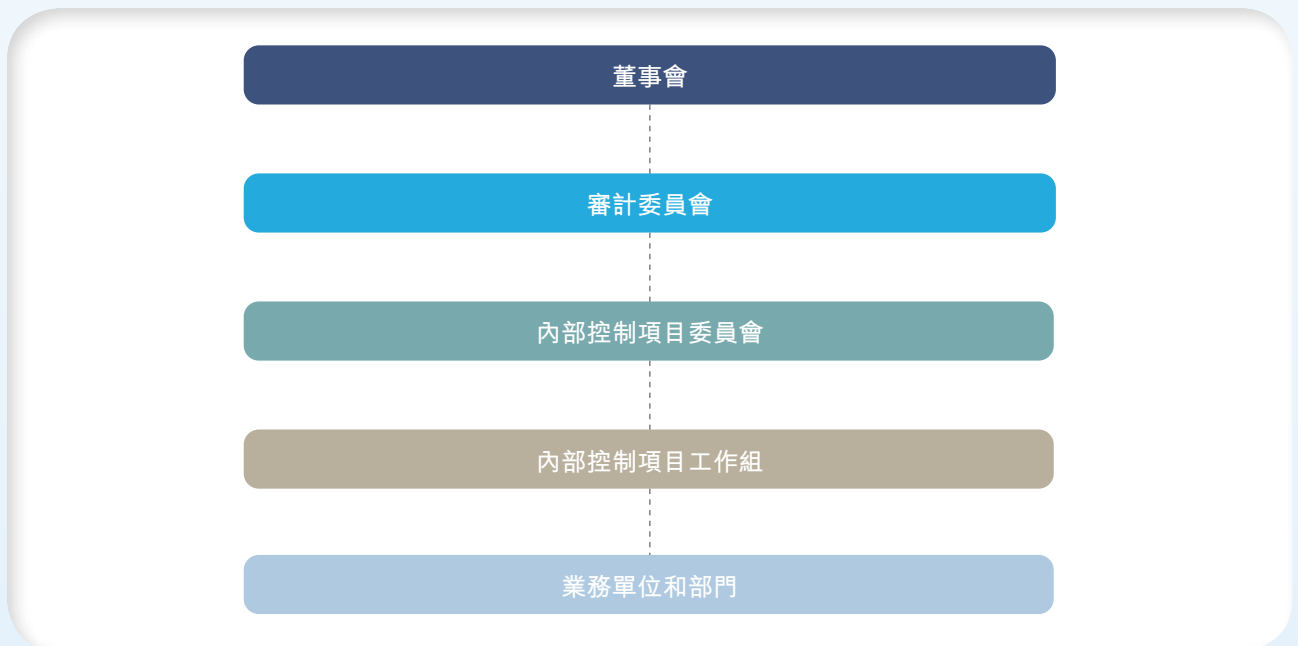 董事會
審計委員會
內部控制項目委員會
內部控制項目工作組
業務單位和部門